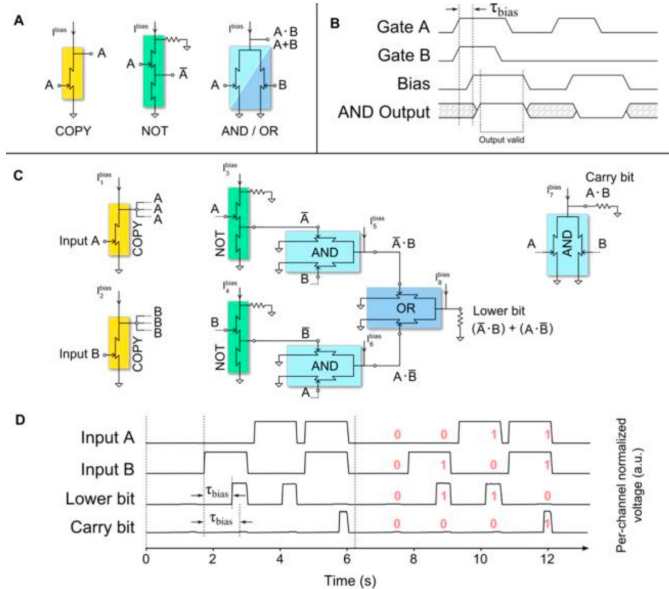 A
I^bias
A
A
COPY
I^bias
A
A̅
NOT
I^bias
A · B
A+B
A
B
AND / OR
B
τ_bias
Gate A
Gate B
Bias
AND Output
Output valid
C
I₁^bias
A
A
A
Input A
COPY
I₂^bias
B
B
B
Input B
COPY
I₃^bias
A
NOT
A̅
I₄^bias
B
NOT
B̅
AND
B
I₅^bias
A̅ · B
AND
A
I₆^bias
A · B̅
OR
I₈^bias
Lower bit
(A̅ · B) + (A · B̅)
Carry bit
A · B
I₇^bias
A
AND
B
D
Input A
0 0 1 1
Input B
0 1 0 1
Lower bit
τ_bias
0 1 1 0
Carry bit
τ_bias
0 0 0 1
0 2 4 6 8 10 12
Time (s)
Per-channel normalized
voltage (a.u.)